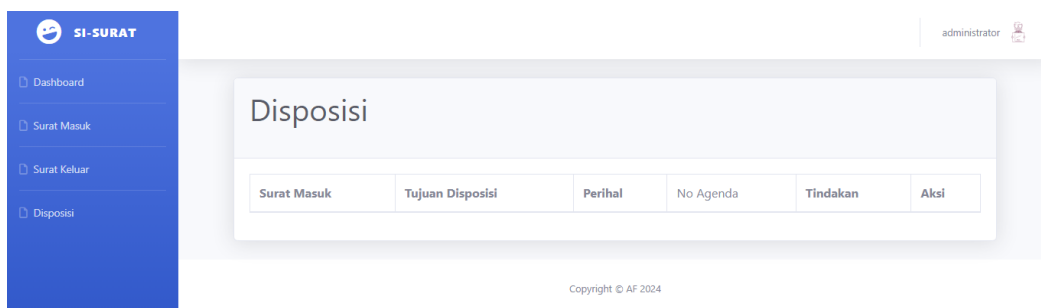 SI-SURAT
administrator
Dashboard
Surat Masuk
Surat Keluar
Disposisi
Disposisi
Surat Masuk Tujuan Disposisi Perihal No Agenda Tindakan Aksi
Copyright © AF 2024